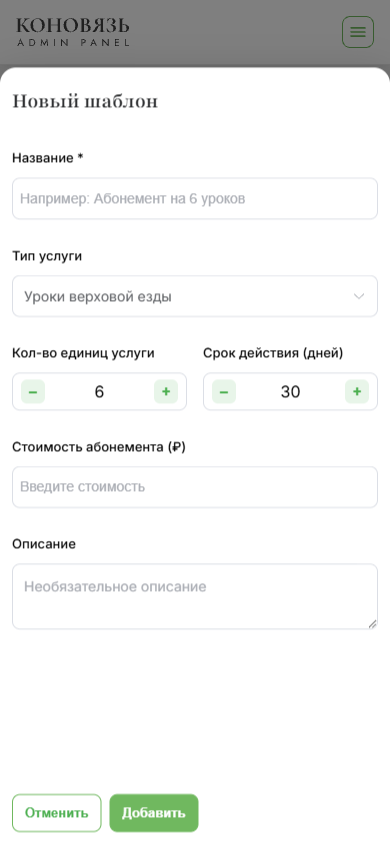 КОНОВЯЗЬ
ADMIN PANEL
Новый шаблон
Название *
Например: Абонемент на 6 уроков
Тип услуги
Уроки верховой езды
Кол-во единиц услуги
Срок действия (дней)
− 6 +
− 30 +
Стоимость абонемента (₽)
Введите стоимость
Описание
Необязательное описание
Отменить Добавить